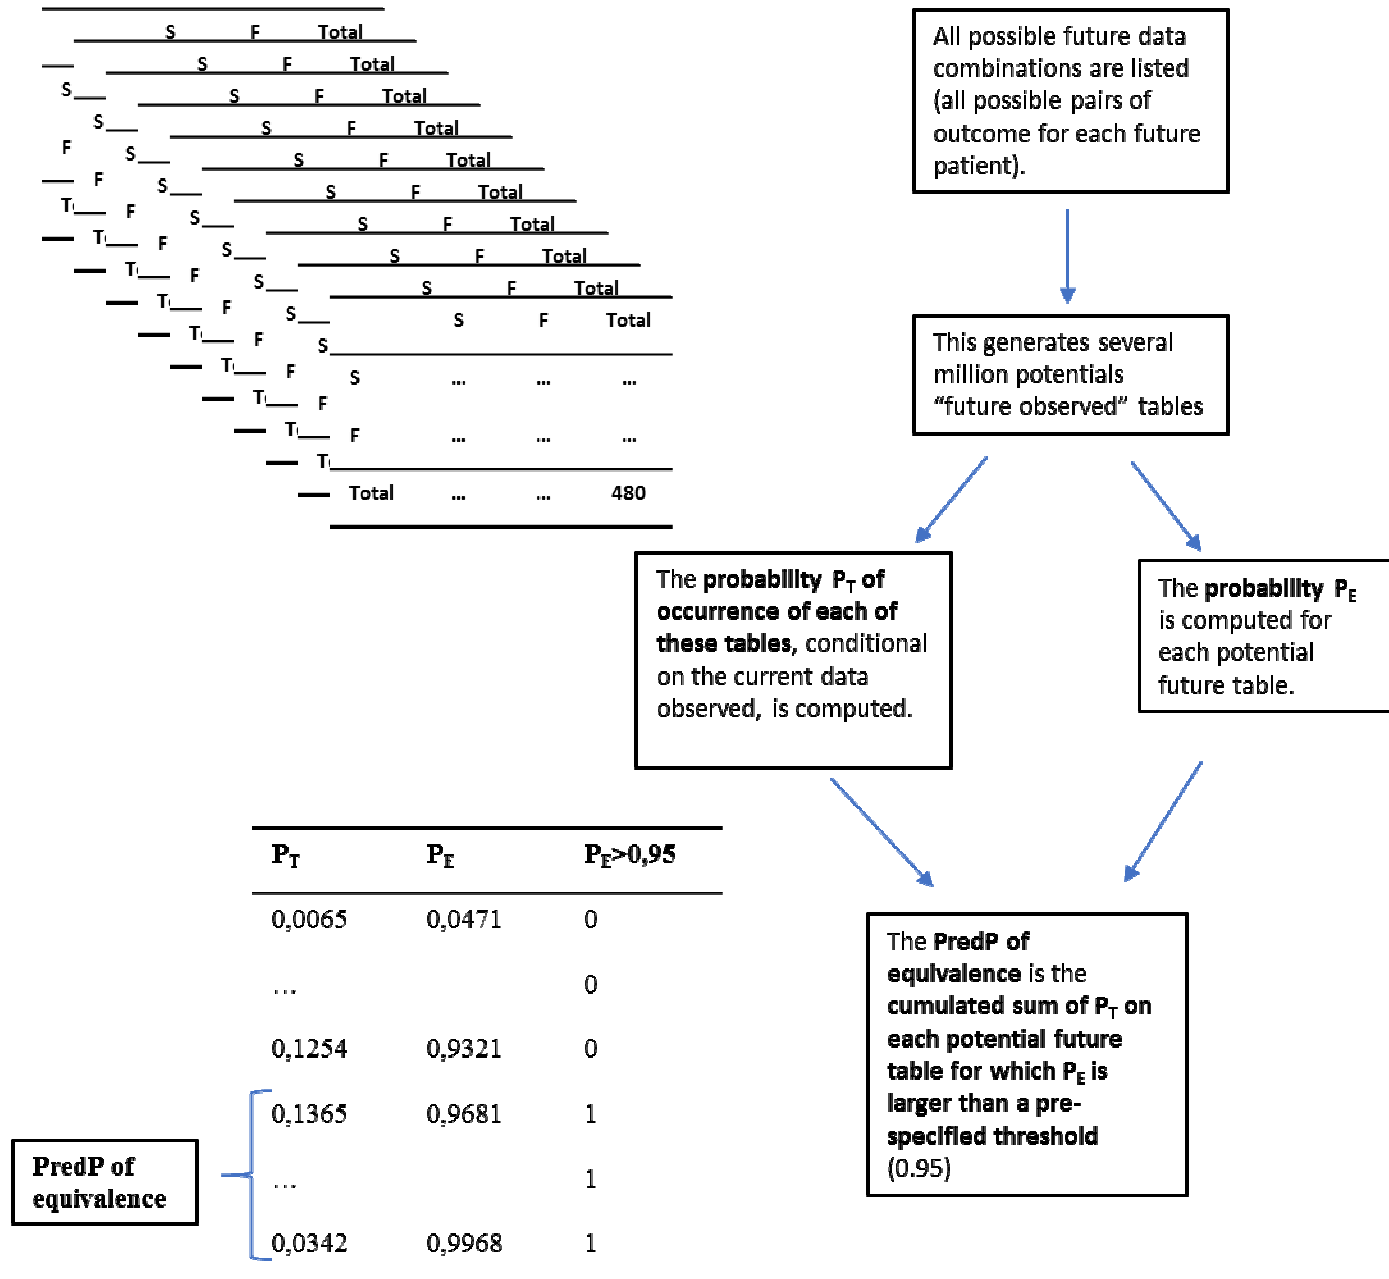 S F Total
S F Total
S
S F Total
S
S F Total
F
S
S F Total
F
S
S F Total
T
F
S
S F Total
T
F
S
S F Total
T
F
S
S F Total
T
F
S
S F Total
T
F
S
T
F
S ... ... ...
T
F
T
F ... ... ...
T
Total ... ... 480
All possible future data
combinations are listed
(all possible pairs of
outcome for each future
patient).
This generates several
million potentials
“future observed” tables
The probability PT of
occurrence of each of
these tables, conditional
on the current data
observed, is computed.
The probability PE
is computed for
each potential
future table.
The PredP of
equivalence is the
cumulated sum of PT on
each potential future
table for which PE is
larger than a pre-
specified threshold
(0.95)
PT PE PE>0,95
0,0065 0,0471 0
... 0
0,1254 0,9321 0
0,1365 0,9681 1
... 1
0,0342 0,9968 1
PredP of
equivalence